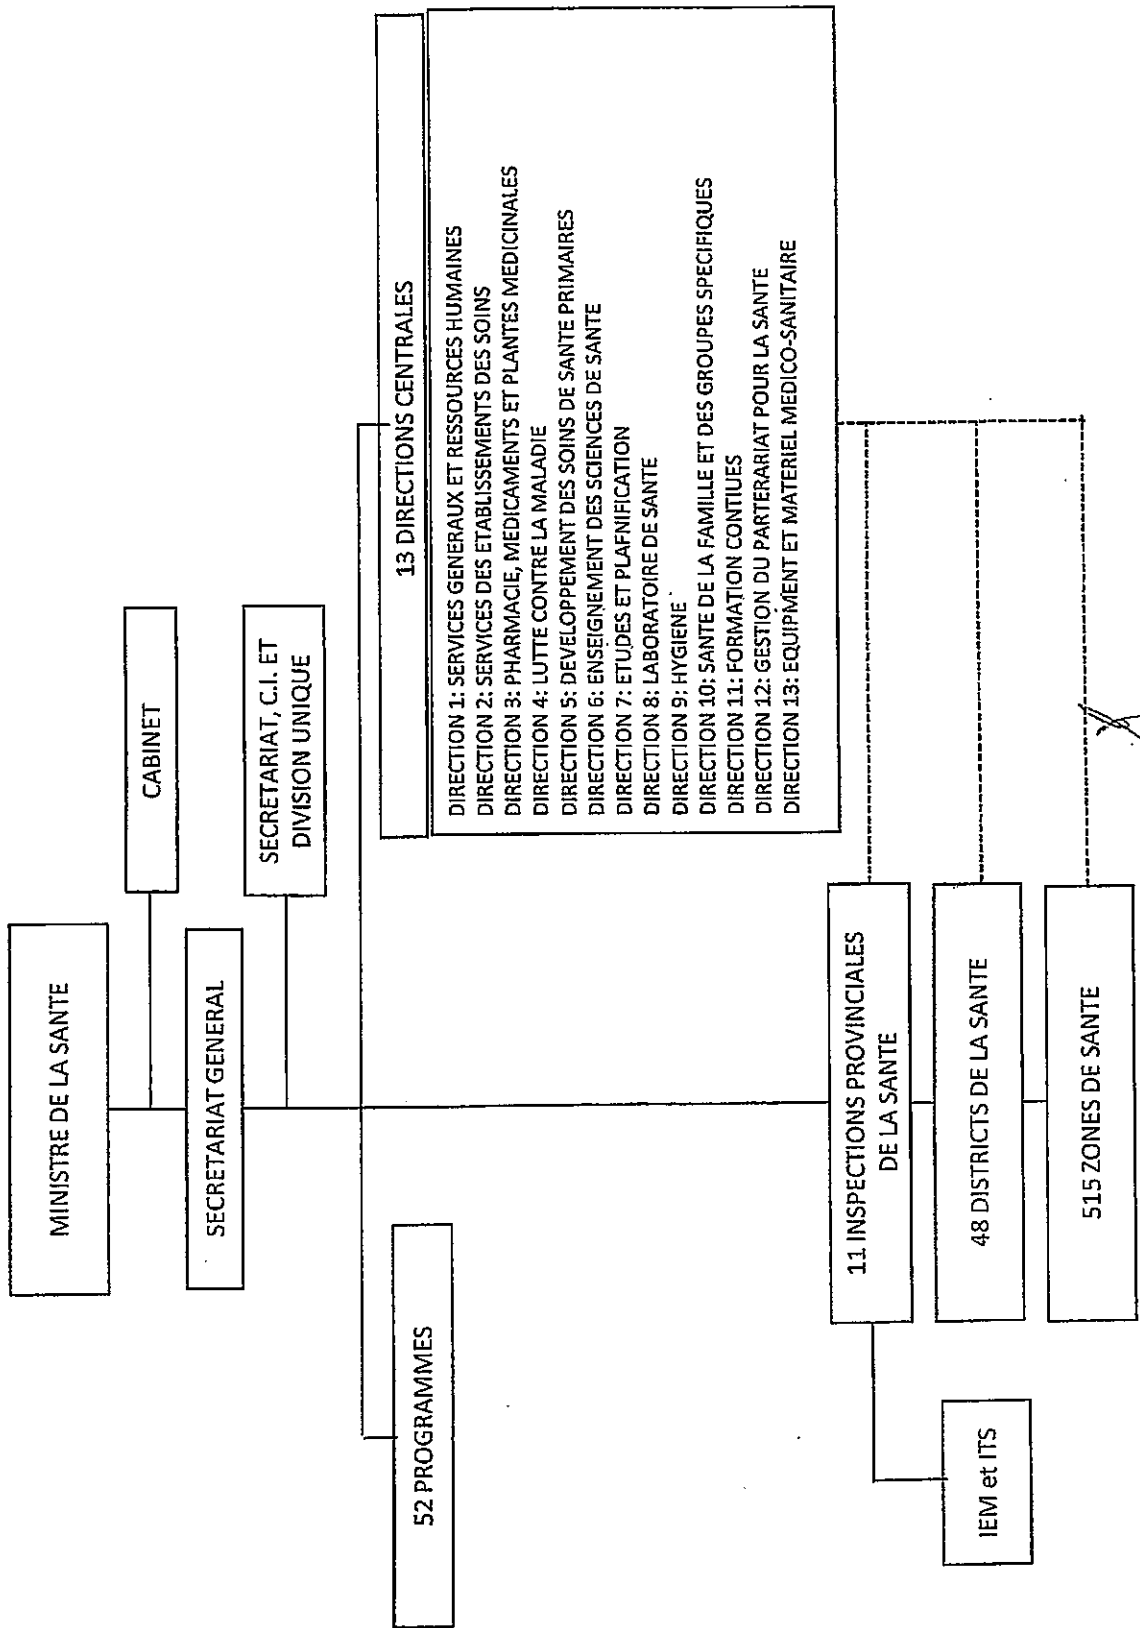 MINISTRE DE LA SANTE
CABINET
SECRETARIAT GENERAL
SECRETARIAT, C.I. ET
DIVISION UNIQUE
52 PROGRAMMES
13 DIRECTIONS CENTRALES
DIRECTION 1: SERVICES GENERAUX ET RESSOURCES HUMAINES
DIRECTION 2: SERVICES DES ETABLISSEMENTS DES SOINS
DIRECTION 3: PHARMACIE, MEDICAMENTS ET PLANTES MEDICINALES
DIRECTION 4: LUTTE CONTRE LA MALADIE
DIRECTION 5: DEVELOPPEMENT DES SOINS DE SANTE PRIMAIRES
DIRECTION 6: ENSEIGNEMENT DES SCIENCES DE SANTE
DIRECTION 7: ETUDES ET PLAFNIFICATION
DIRECTION 8: LABORATOIRE DE SANTE
DIRECTION 9: HYGIENE
DIRECTION 10: SANTE DE LA FAMILLE ET DES GROUPES SPECIFIQUES
DIRECTION 11: FORMATION CONTIUES
DIRECTION 12: GESTION DU PARTERARIAT POUR LA SANTE
DIRECTION 13: EQUIPMENT ET MATERIEL MEDICO-SANITAIRE
11 INSPECTIONS PROVINCIALES
DE LA SANTE
IEM et ITS
48 DISTRICTS DE LA SANTE
515 ZONES DE SANTE